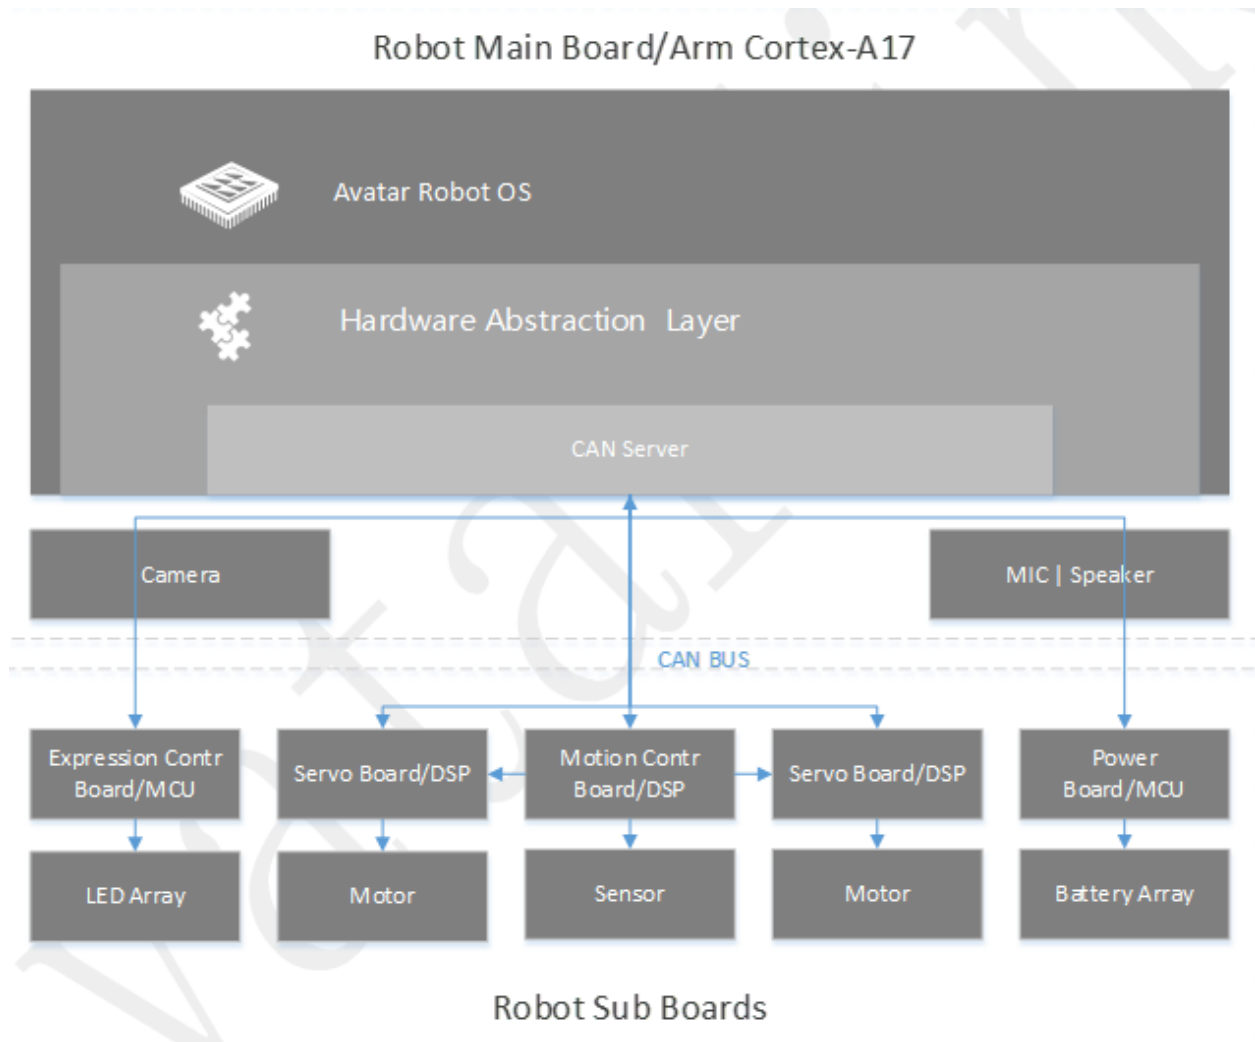 Robot Main Board/Arm Cortex-A17
Avatar Robot OS
Hardware Abstraction Layer
CAN Server
Camera
MIC | Speaker
CAN BUS
Expression Contr
Board/MCU
Servo Board/DSP
Motion Contr
Board/DSP
Servo Board/DSP
Power
Board/MCU
LED Array
Motor
Sensor
Motor
Battery Array
Robot Sub Boards